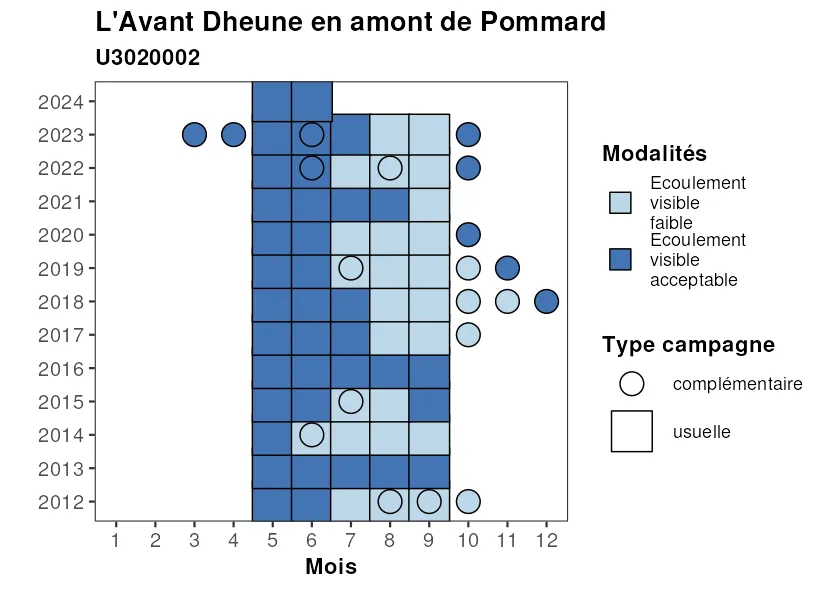 L'Avant Dheune en amont de Pommard
U3020002
2024
2023
2022
2021
2020
2019
2018
2017
2016
2015
2014
2013
2012
1 2 3 4 5 6 7 8 9 10 11 12
Mois
Modalités
Ecoulement
visible
faible
Ecoulement
visible
acceptable
Type campagne
complémentaire
usuelle